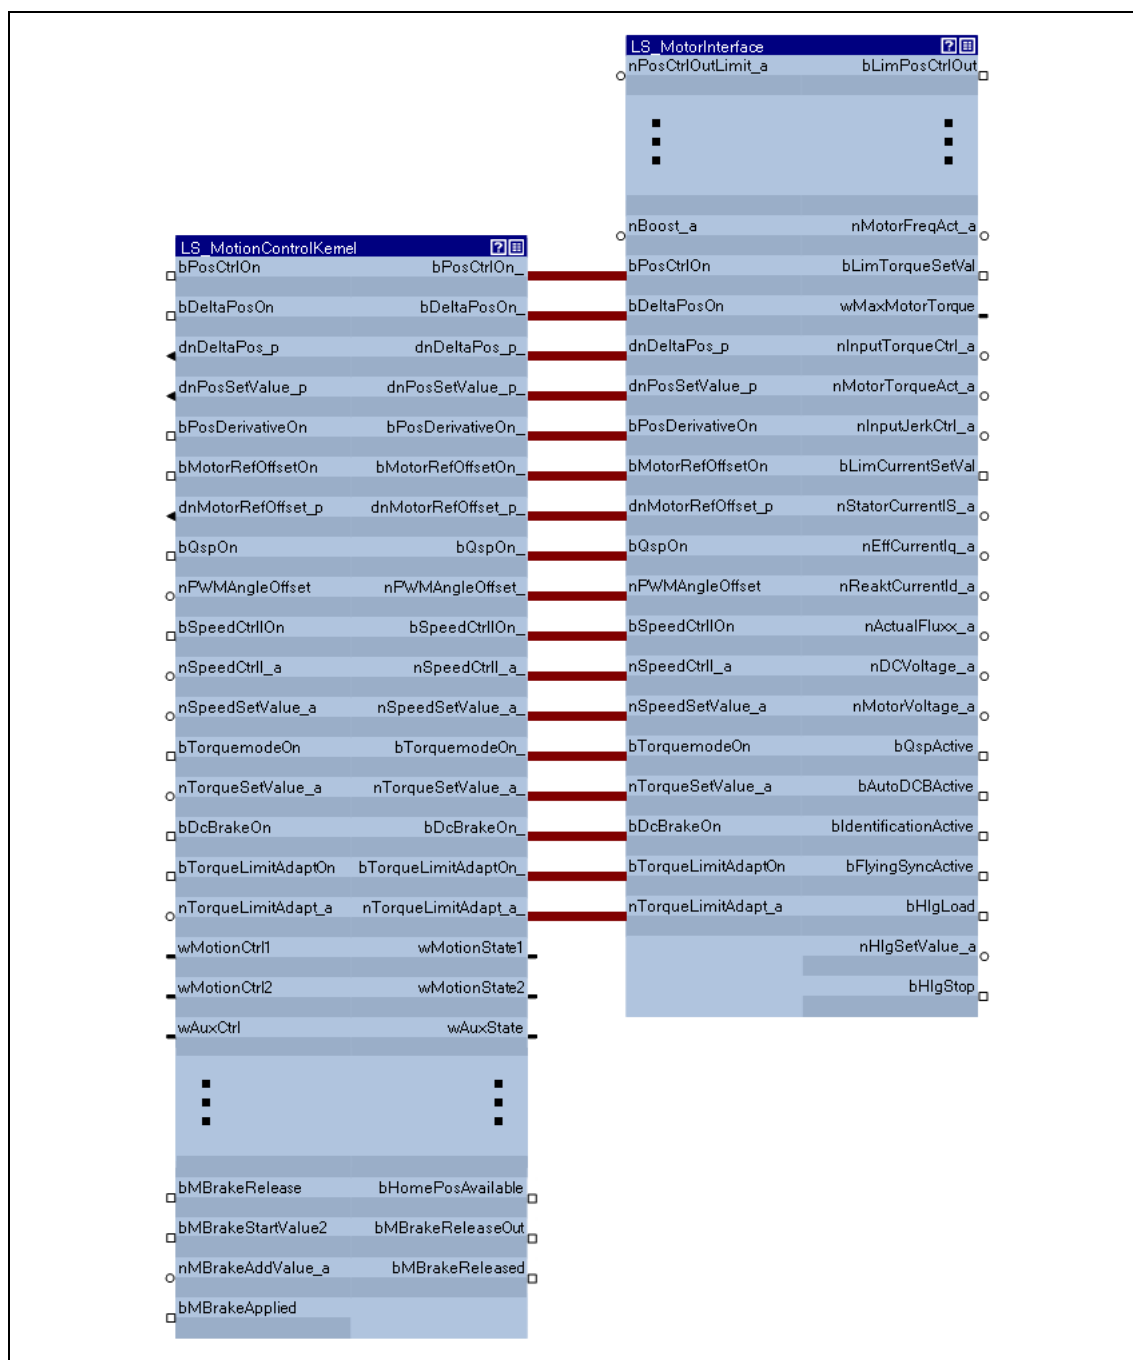 LS_MotorInterface
nPosCtrlOutLimit_a bLimPosCtrlOut
nBoost_a nMotorFreqAct_a
bPosCtrlOn bLimTorqueSetVal
bDeltaPosOn wMaxMotorTorque
dnDeltaPos_p nInputTorqueCtrl_a
dnPosSetValue_p nMotorTorqueAct_a
bPosDerivativeOn nInputJerkCtrl_a
bMotorRefOffsetOn bLimCurrentSetVal
dnMotorRefOffset_p nStatorCurrentIS_a
bQspOn nEffCurrentIq_a
nPWMAngleOffset nReaktCurrentId_a
bSpeedCtrlIOn nActualFluxx_a
nSpeedCtrlI_a nDCVoltage_a
nSpeedSetValue_a nMotorVoltage_a
bTorquemodeOn bQspActive
nTorqueSetValue_a bAutoDCBActive
bDcBrakeOn bIdentificationActive
bTorqueLimitAdaptOn bFlyingSyncActive
nTorqueLimitAdapt_a bHlgLoad
nHlgSetValue_a
bHlgStop
LS_MotionControlKernel
bPosCtrlOn bPosCtrlOn_
bDeltaPosOn bDeltaPosOn_
dnDeltaPos_p dnDeltaPos_p_
dnPosSetValue_p dnPosSetValue_p_
bPosDerivativeOn bPosDerivativeOn_
bMotorRefOffsetOn bMotorRefOffsetOn_
dnMotorRefOffset_p dnMotorRefOffset_p_
bQspOn bQspOn_
nPWMAngleOffset nPWMAngleOffset_
bSpeedCtrlIOn bSpeedCtrlIOn_
nSpeedCtrlI_a nSpeedCtrlI_a_
nSpeedSetValue_a nSpeedSetValue_a_
bTorquemodeOn bTorquemodeOn_
nTorqueSetValue_a nTorqueSetValue_a_
bDcBrakeOn bDcBrakeOn_
bTorqueLimitAdaptOn bTorqueLimitAdaptOn_
nTorqueLimitAdapt_a nTorqueLimitAdapt_a_
wMotionCtrl1 wMotionState1
wMotionCtrl2 wMotionState2
wAuxCtrl wAuxState
bMBrakeRelease bHomePosAvailable
bMBrakeStartValue2 bMBrakeReleaseOut
nMBrakeAddValue_a bMBrakeReleased
bMBrakeApplied